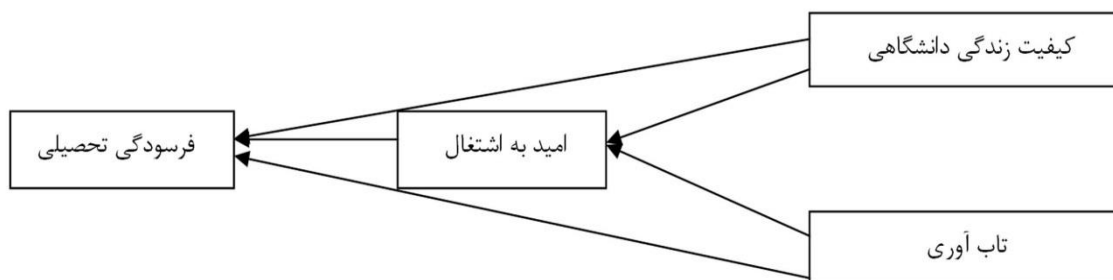 کیفیت زندگی دانشگاهی
امید به اشتغال
فرسودگی تحصیلی
تاب آوری